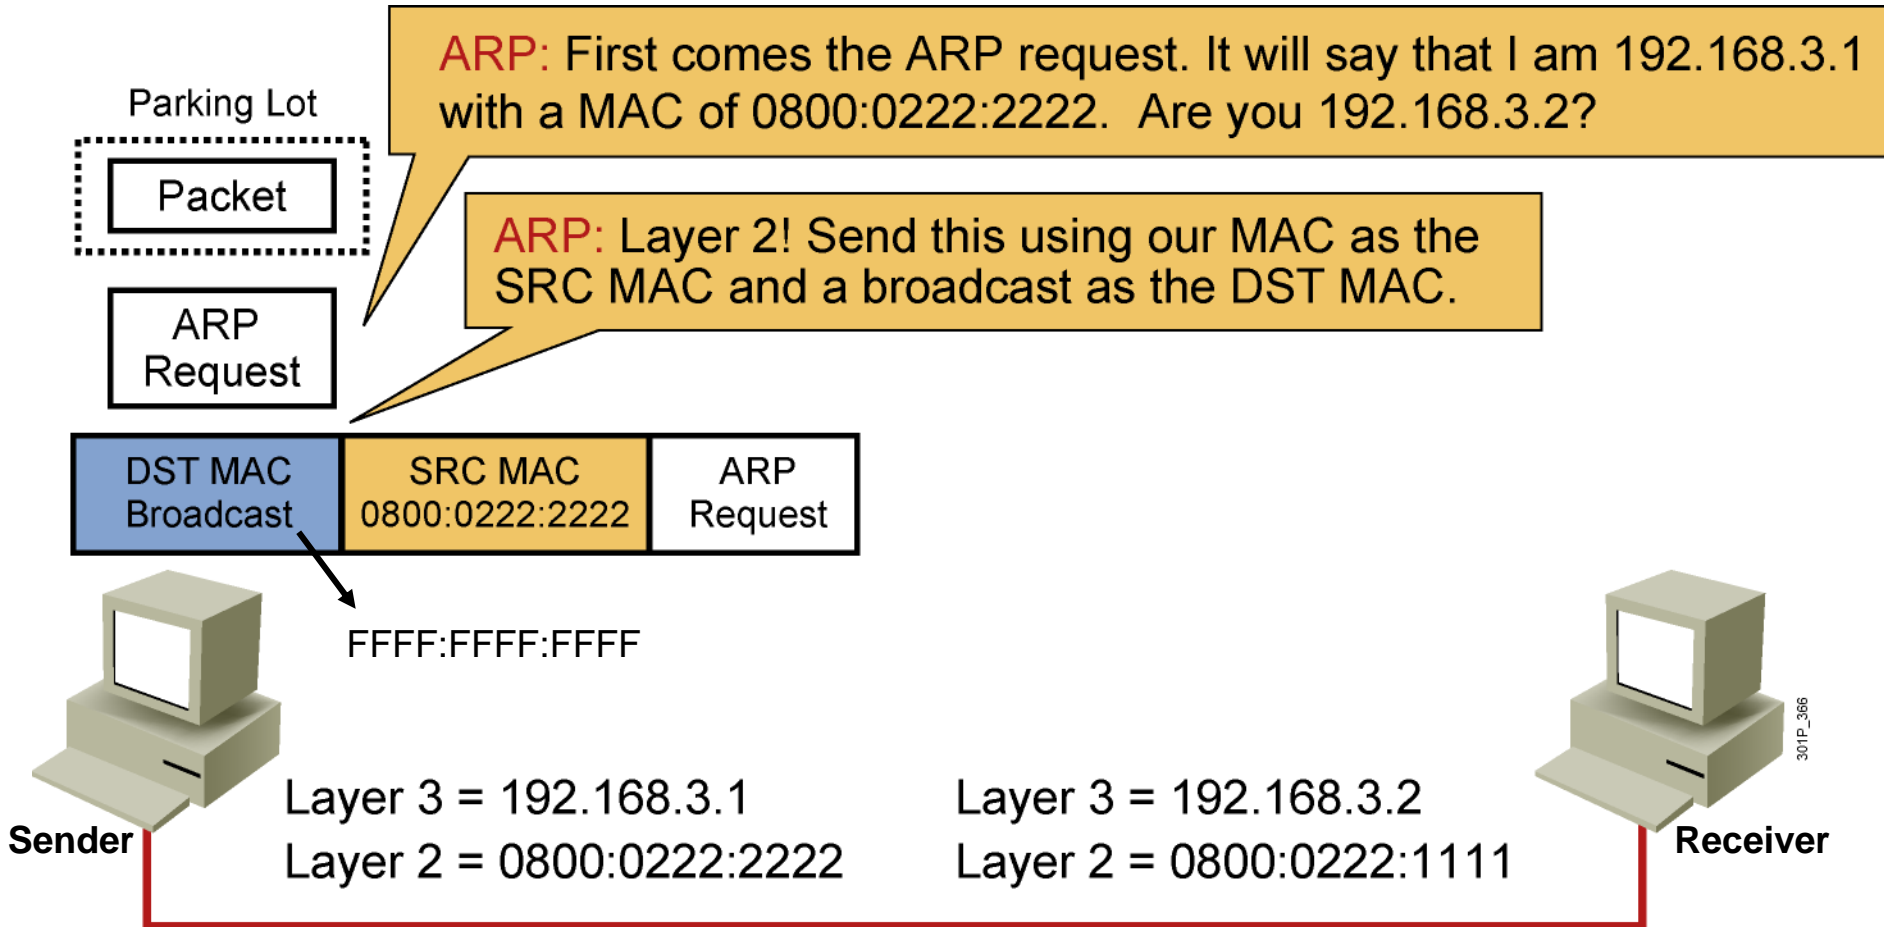 ARP: First comes the ARP request. It will say that I am 192.168.3.1
with a MAC of 0800:0222:2222.  Are you 192.168.3.2?
Parking Lot
Packet
ARP: Layer 2! Send this using our MAC as the
SRC MAC and a broadcast as the DST MAC.
ARP
Request
DST MAC
Broadcast
SRC MAC
0800:0222:2222
ARP
Request
FFFF:FFFF:FFFF
301P_366
Layer 3 = 192.168.3.1
Layer 2 = 0800:0222:2222
Sender
Layer 3 = 192.168.3.2
Layer 2 = 0800:0222:1111
Receiver